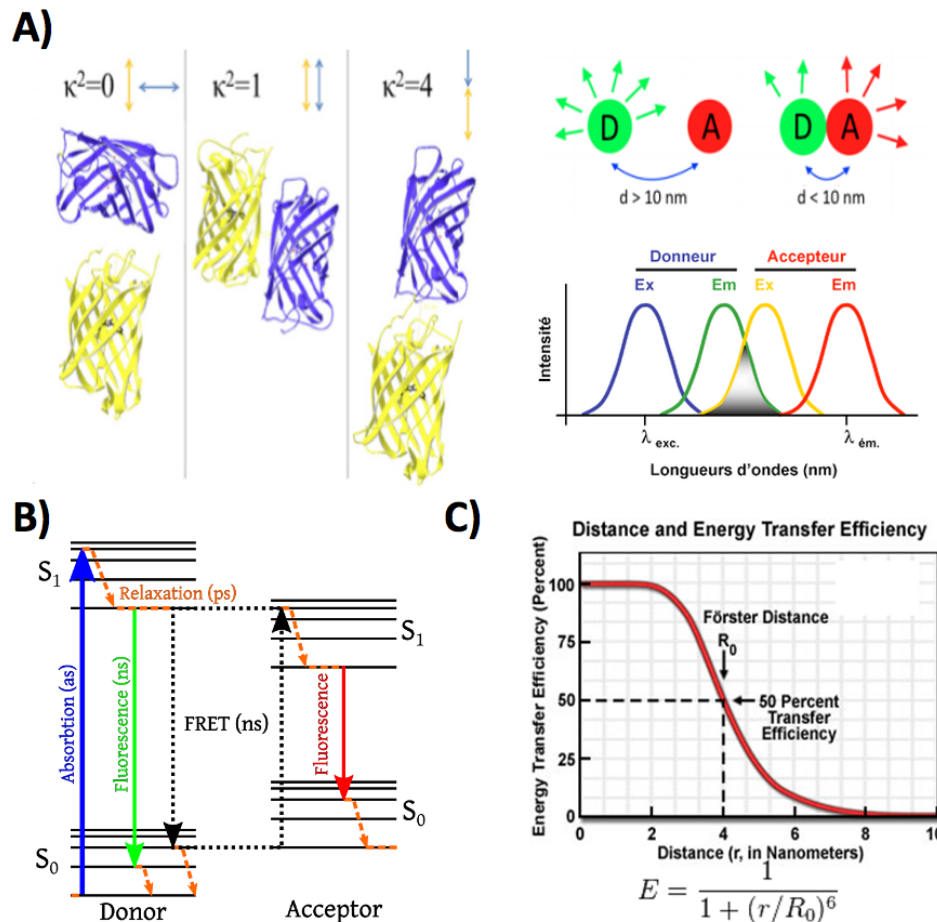 A)
κ²=0
κ²=1
κ²=4
D
A
D A
d > 10 nm
d < 10 nm
Donneur
Accepteur
Ex
Em
Ex
Em
Intensité
λ exc.
λ ém.
Longueurs d'ondes (nm)
B)
S1
Relaxation (ps)
S1
Absorbtion (as)
Fluorescence (ns)
FRET (ns)
Fluorescence
S0
S0
Donor
Acceptor
C)
Distance and Energy Transfer Efficiency
Energy Transfer Efficiency (Percent)
100
75
50
25
0
Förster Distance
R0
50 Percent
Transfer
Efficiency
0
2
4
6
8
10
Distance (r, in Nanometers)
E = 1 / 1 + (r/R0)^6